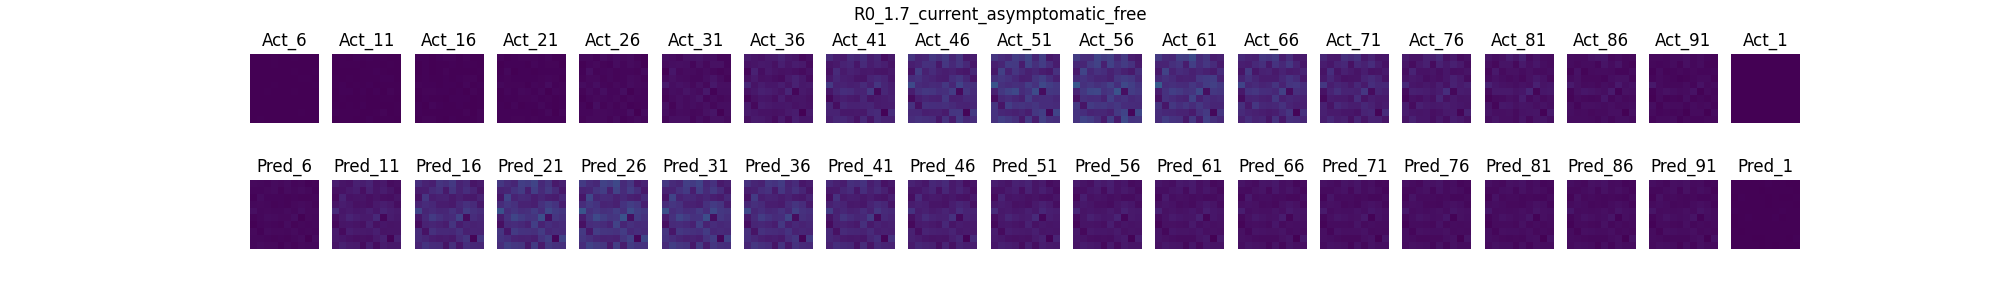 R0_1.7_current_asymptomatic_free
Act_6 Act_11 Act_16 Act_21 Act_26 Act_31 Act_36 Act_41 Act_46 Act_51 Act_56 Act_61 Act_66 Act_71 Act_76 Act_81 Act_86 Act_91 Act_1
Pred_6 Pred_11 Pred_16 Pred_21 Pred_26 Pred_31 Pred_36 Pred_41 Pred_46 Pred_51 Pred_56 Pred_61 Pred_66 Pred_71 Pred_76 Pred_81 Pred_86 Pred_91 Pred_1